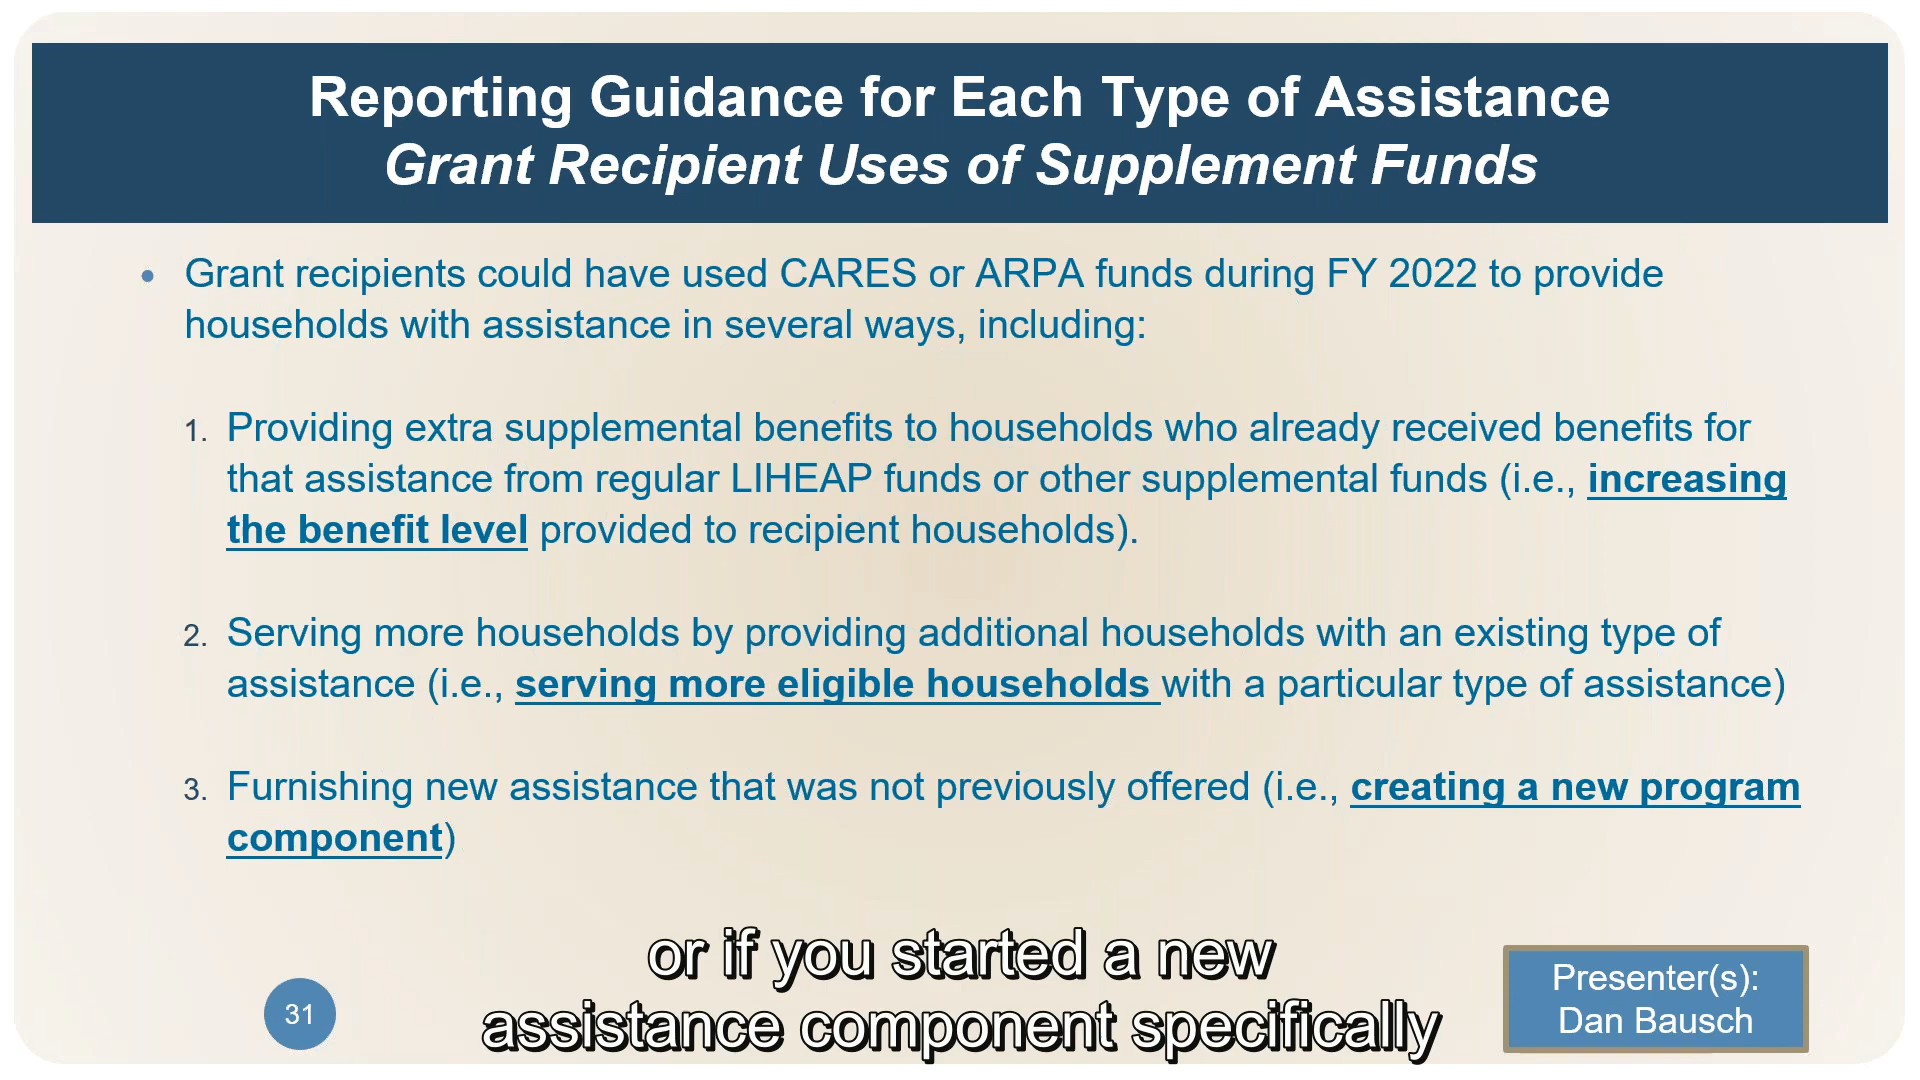 Reporting Guidance for Each Type of Assistance
Grant Recipient Uses of Supplement Funds
• Grant recipients could have used CARES or ARPA funds during FY 2022 to provide
households with assistance in several ways, including:
1. Providing extra supplemental benefits to households who already received benefits for
that assistance from regular LIHEAP funds or other supplemental funds (i.e., increasing
the benefit level provided to recipient households).
2. Serving more households by providing additional households with an existing type of
assistance (i.e., serving more eligible households with a particular type of assistance)
3. Furnishing new assistance that was not previously offered (i.e., creating a new program
component)
or if you started a new
assistance component specifically
31
Presenter(s):
Dan Bausch